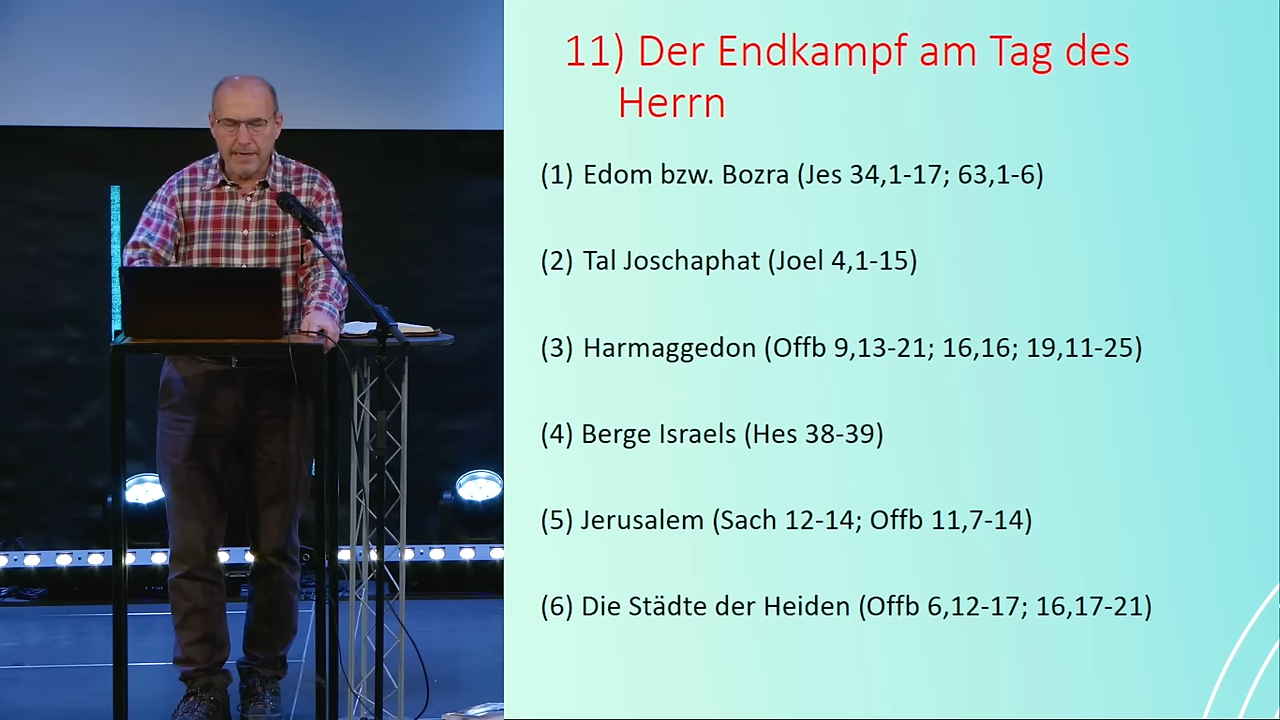 11) Der Endkampf am Tag des
Herrn
(1) Edom bzw. Bozra (Jes 34,1-17; 63,1-6)
(2) Tal Joschaphat (Joel 4,1-15)
(3) Harmaggedon (Offb 9,13-21; 16,16; 19,11-25)
(4) Berge Israels (Hes 38-39)
(5) Jerusalem (Sach 12-14; Offb 11,7-14)
(6) Die Städte der Heiden (Offb 6,12-17; 16,17-21)